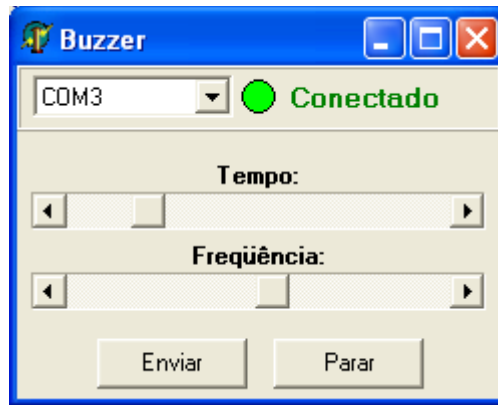 Buzzer
COM3 Conectado
Tempo:
Freqüência:
Enviar Parar